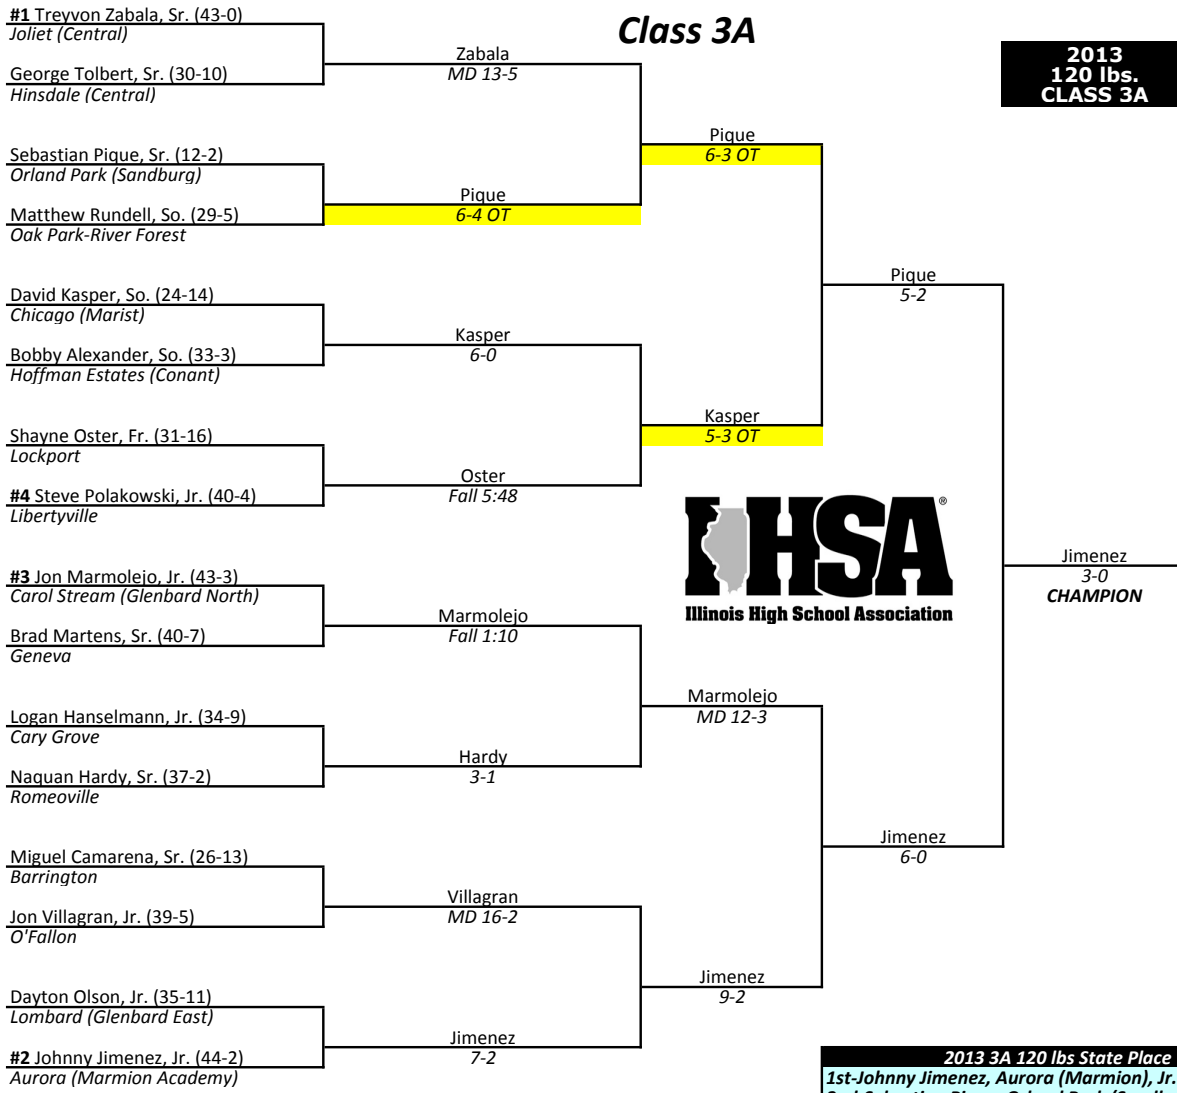 Class 3A
2013
120 lbs.
CLASS 3A
#1 Treyvon Zabala, Sr. (43-0)
Joliet (Central)
Zabala
MD 13-5
George Tolbert, Sr. (30-10)
Hinsdale (Central)
Pique
6-3 OT
Sebastian Pique, Sr. (12-2)
Orland Park (Sandburg)
Pique
6-4 OT
Matthew Rundell, So. (29-5)
Oak Park-River Forest
Pique
5-2
David Kasper, So. (24-14)
Chicago (Marist)
Kasper
6-0
Bobby Alexander, So. (33-3)
Hoffman Estates (Conant)
Kasper
5-3 OT
Shayne Oster, Fr. (31-16)
Lockport
Oster
Fall 5:48
#4 Steve Polakowski, Jr. (40-4)
Libertyville
IHSA®
Illinois High School Association
Jimenez
3-0
CHAMPION
#3 Jon Marmolejo, Jr. (43-3)
Carol Stream (Glenbard North)
Marmolejo
Fall 1:10
Brad Martens, Sr. (40-7)
Geneva
Marmolejo
MD 12-3
Logan Hanselmann, Jr. (34-9)
Cary Grove
Hardy
3-1
Naquan Hardy, Sr. (37-2)
Romeoville
Jimenez
6-0
Miguel Camarena, Sr. (26-13)
Barrington
Villagran
MD 16-2
Jon Villagran, Jr. (39-5)
O'Fallon
Jimenez
9-2
Dayton Olson, Jr. (35-11)
Lombard (Glenbard East)
Jimenez
7-2
#2 Johnny Jimenez, Jr. (44-2)
Aurora (Marmion Academy)
2013 3A 120 lbs State Place
1st-Johnny Jimenez, Aurora (Marmion), Jr.